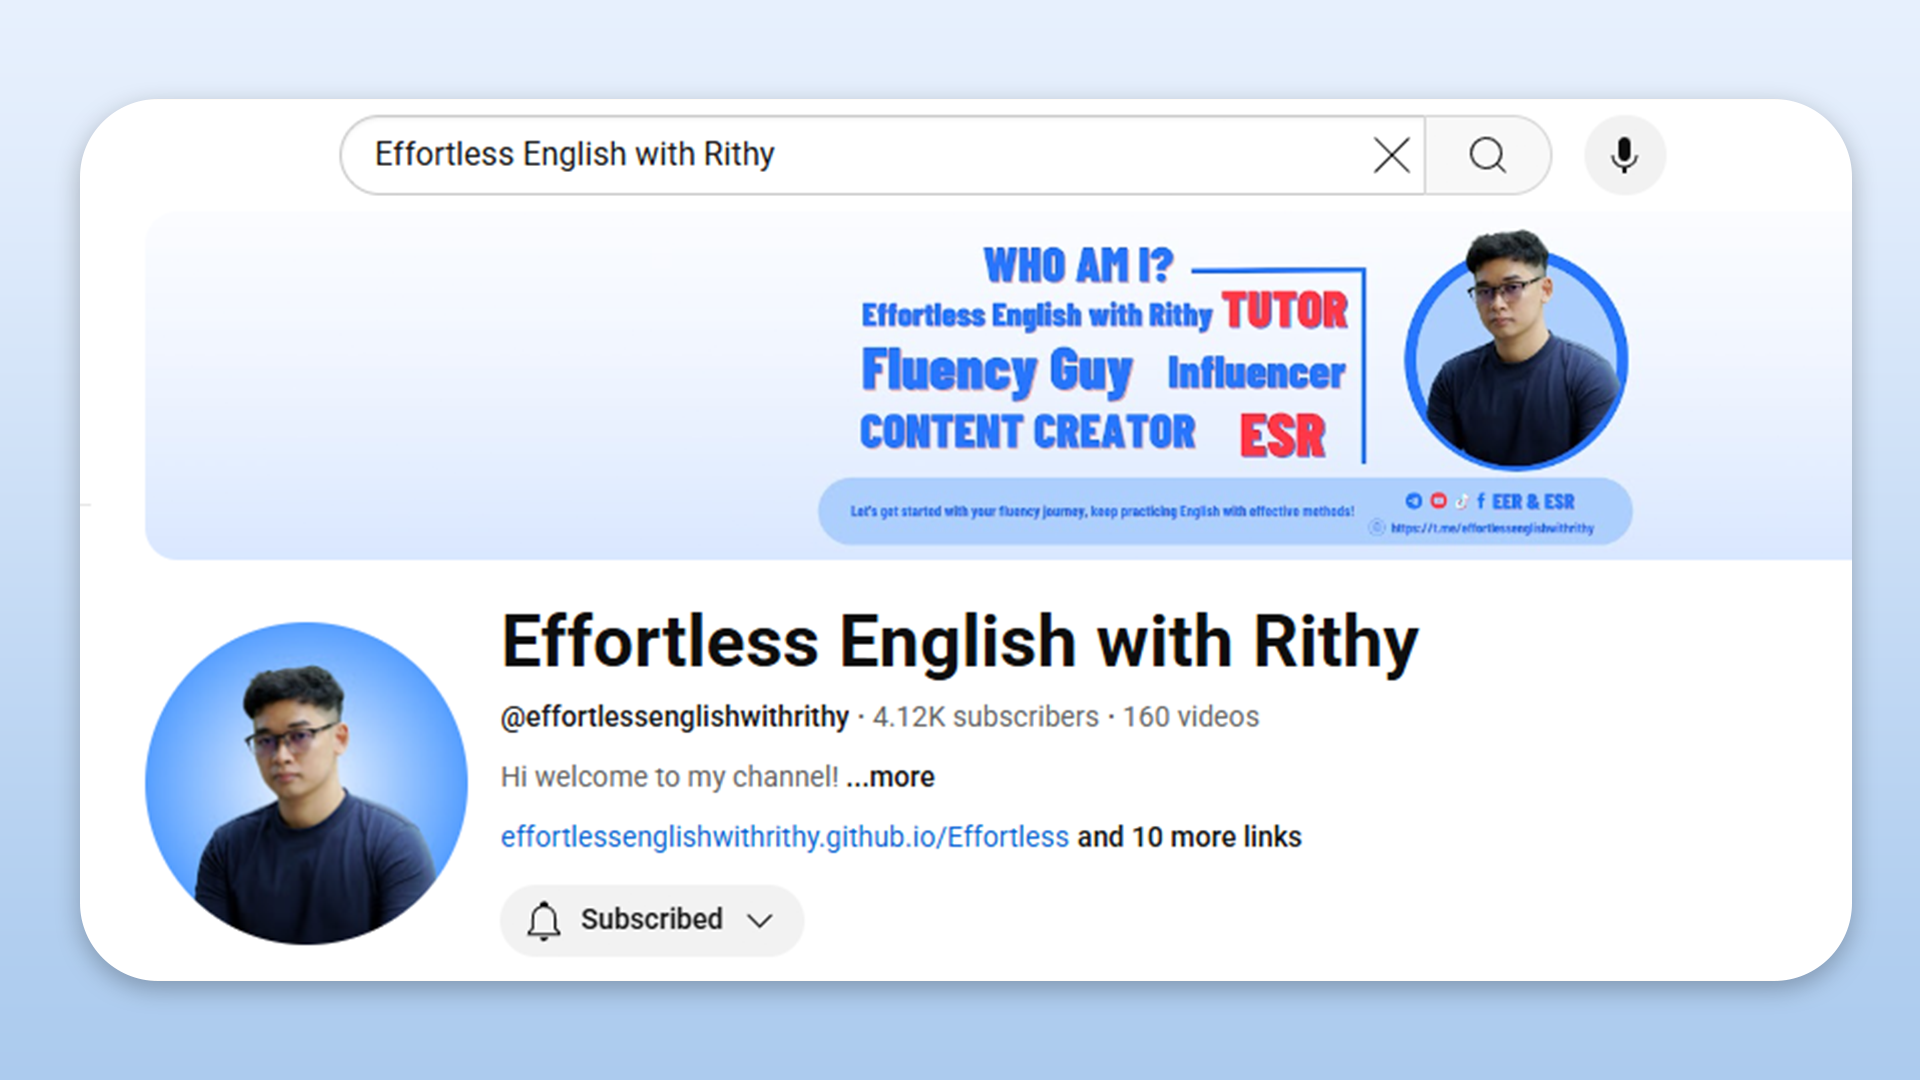 Effortless English with Rithy
WHO AM I?
Effortless English with Rithy TUTOR
Fluency Guy Influencer
CONTENT CREATOR ESR
Let's get started with your fluency journey, keep practicing English with effective methods!
EER & ESR
https://t.me/effortlessenglishwithrithy
Effortless English with Rithy
@effortlessenglishwithrithy · 4.12K subscribers · 160 videos
Hi welcome to my channel! ...more
effortlessenglishwithrithy.github.io/Effortless and 10 more links
Subscribed